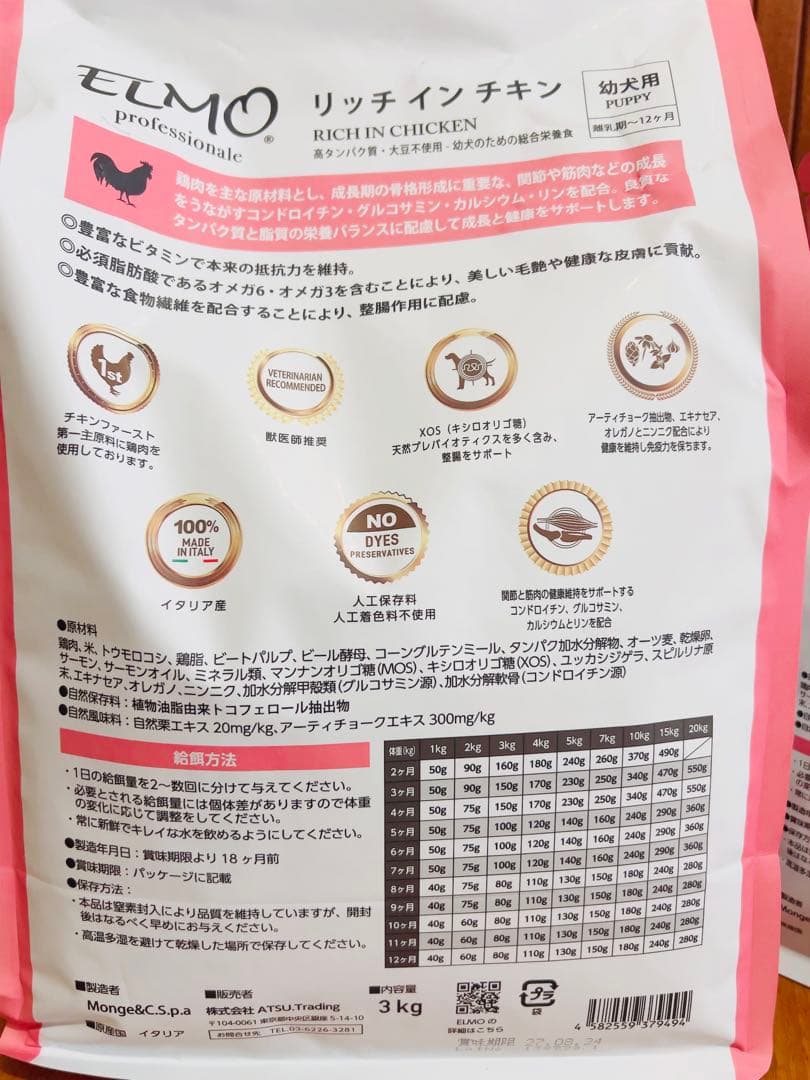 ELMO®
professionale
リッチ イン チキン
RICH IN CHICKEN
高タンパク質・大豆不使用 - 幼犬のための総合栄養食
幼犬用
PUPPY
離乳期〜12ヶ月
鶏肉を主な原材料とし、成長期の骨格形成に重要な、関節や筋肉などの成長
をうながすコンドロイチン・グルコサミン・カルシウム・リンを配合。良質な
タンパク質と脂質の栄養バランスに配慮して成長と健康をサポートします。
◎豊富なビタミンで本来の抵抗力を維持。
◎必須脂肪酸であるオメガ6・オメガ3を含むことにより、美しい毛艶や健康な皮膚に貢献。
◎豊富な食物繊維を配合することにより、整腸作用に配慮。
1st
チキンファースト
第一主原料に鶏肉を
使用しております。
VETERINARIAN
RECOMMENDED
獣医師推奨
XOS（キシロオリゴ糖）
天然プレバイオティクスを多く含み、
整腸をサポート
アーティチョーク抽出物、エキナセア、
オレガノとニンニク配合により
健康を維持し免疫力を保ちます。
100%
MADE
IN ITALY
イタリア産
NO
DYES
PRESERVATIVES
人工保存料
人工着色料不使用
関節と筋肉の健康維持をサポートする
コンドロイチン、グルコサミン、
カルシウムとリンを配合
●原材料
鶏肉、米、トウモロコシ、鶏脂、ビートパルプ、ビール酵母、コーングルテンミール、タンパク加水分解物、オーツ麦、乾燥卵、
サーモン、サーモンオイル、ミネラル類、マンナンオリゴ糖（MOS）、キシロオリゴ糖（XOS）、ユッカシジゲラ、スピルリナ原
末、エキナセア、オレガノ、ニンニク、加水分解甲殻類（グルコサミン源）、加水分解軟骨（コンドロイチン源）
●自然保存料：植物油脂由来トコフェロール抽出物
●自然風味料：自然栗エキス 20mg/kg、アーティチョークエキス 300mg/kg
給餌方法
・1日の給餌量を2〜数回に分けて与えてください。
・必要とされる給餌量には個体差がありますので体重
の変化に応じて調整をしてください。
・常に新鮮でキレイな水を飲めるようにしてください。
●製造年月日：賞味期限より 18 ヶ月前
●賞味期限：パッケージに記載
●保存方法：
・本品は窒素封入により品質を維持していますが、開封
後はなるべく早めにお与えください。
・高温多湿を避けて乾燥した場所で保存してください。
体重(kg) 1kg 2kg 3kg 4kg 5kg 7kg 10kg 15kg 20kg
2ヶ月 50g 90g 160g 180g 240g 260g 370g 490g
3ヶ月 50g 90g 150g 170g 230g 250g 340g 470g 550g
4ヶ月 50g 75g 150g 170g 230g 250g 340g 470g 550g
5ヶ月 50g 75g 100g 120g 140g 160g 240g 290g 360g
6ヶ月 50g 75g 100g 120g 140g 160g 240g 290g 360g
7ヶ月 50g 75g 100g 120g 140g 160g 240g 290g 360g
8ヶ月 40g 75g 80g 110g 130g 150g 180g 240g 280g
9ヶ月 40g 75g 80g 110g 130g 150g 180g 240g 280g
10ヶ月 40g 60g 80g 110g 130g 150g 180g 240g 280g
11ヶ月 40g 60g 80g 110g 130g 150g 180g 240g 280g
12ヶ月 40g 60g 80g 110g 130g 150g 180g 240g 280g
■製造者
Monge&C.S.p.a
■原産国 イタリア
■販売者
株式会社 ATSU.Trading
〒104-0061 東京都中央区銀座 5-14-10
お問合せ先 TEL.03-6226-3281
■内容量
3 kg
ELMO の
詳細はこちら
プラ
袋
4 582559 379494
賞味期限 27.08.24